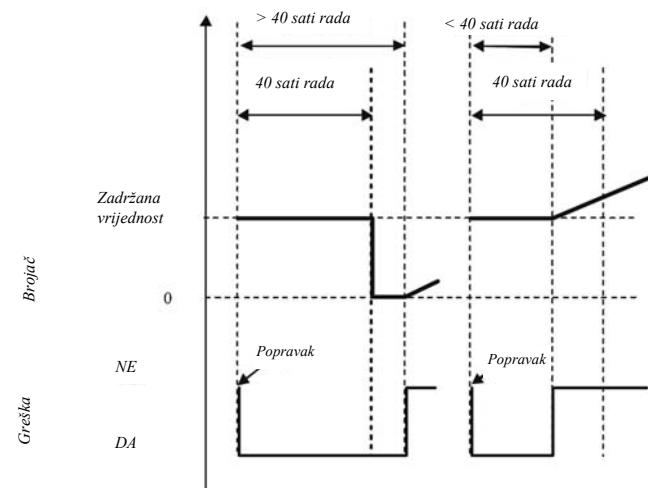 > 40 sati rada
< 40 sati rada
40 sati rada
40 sati rada
Zadržana
vrijednost
Brojač
0
NE
Popravak
Popravak
Greška
DA